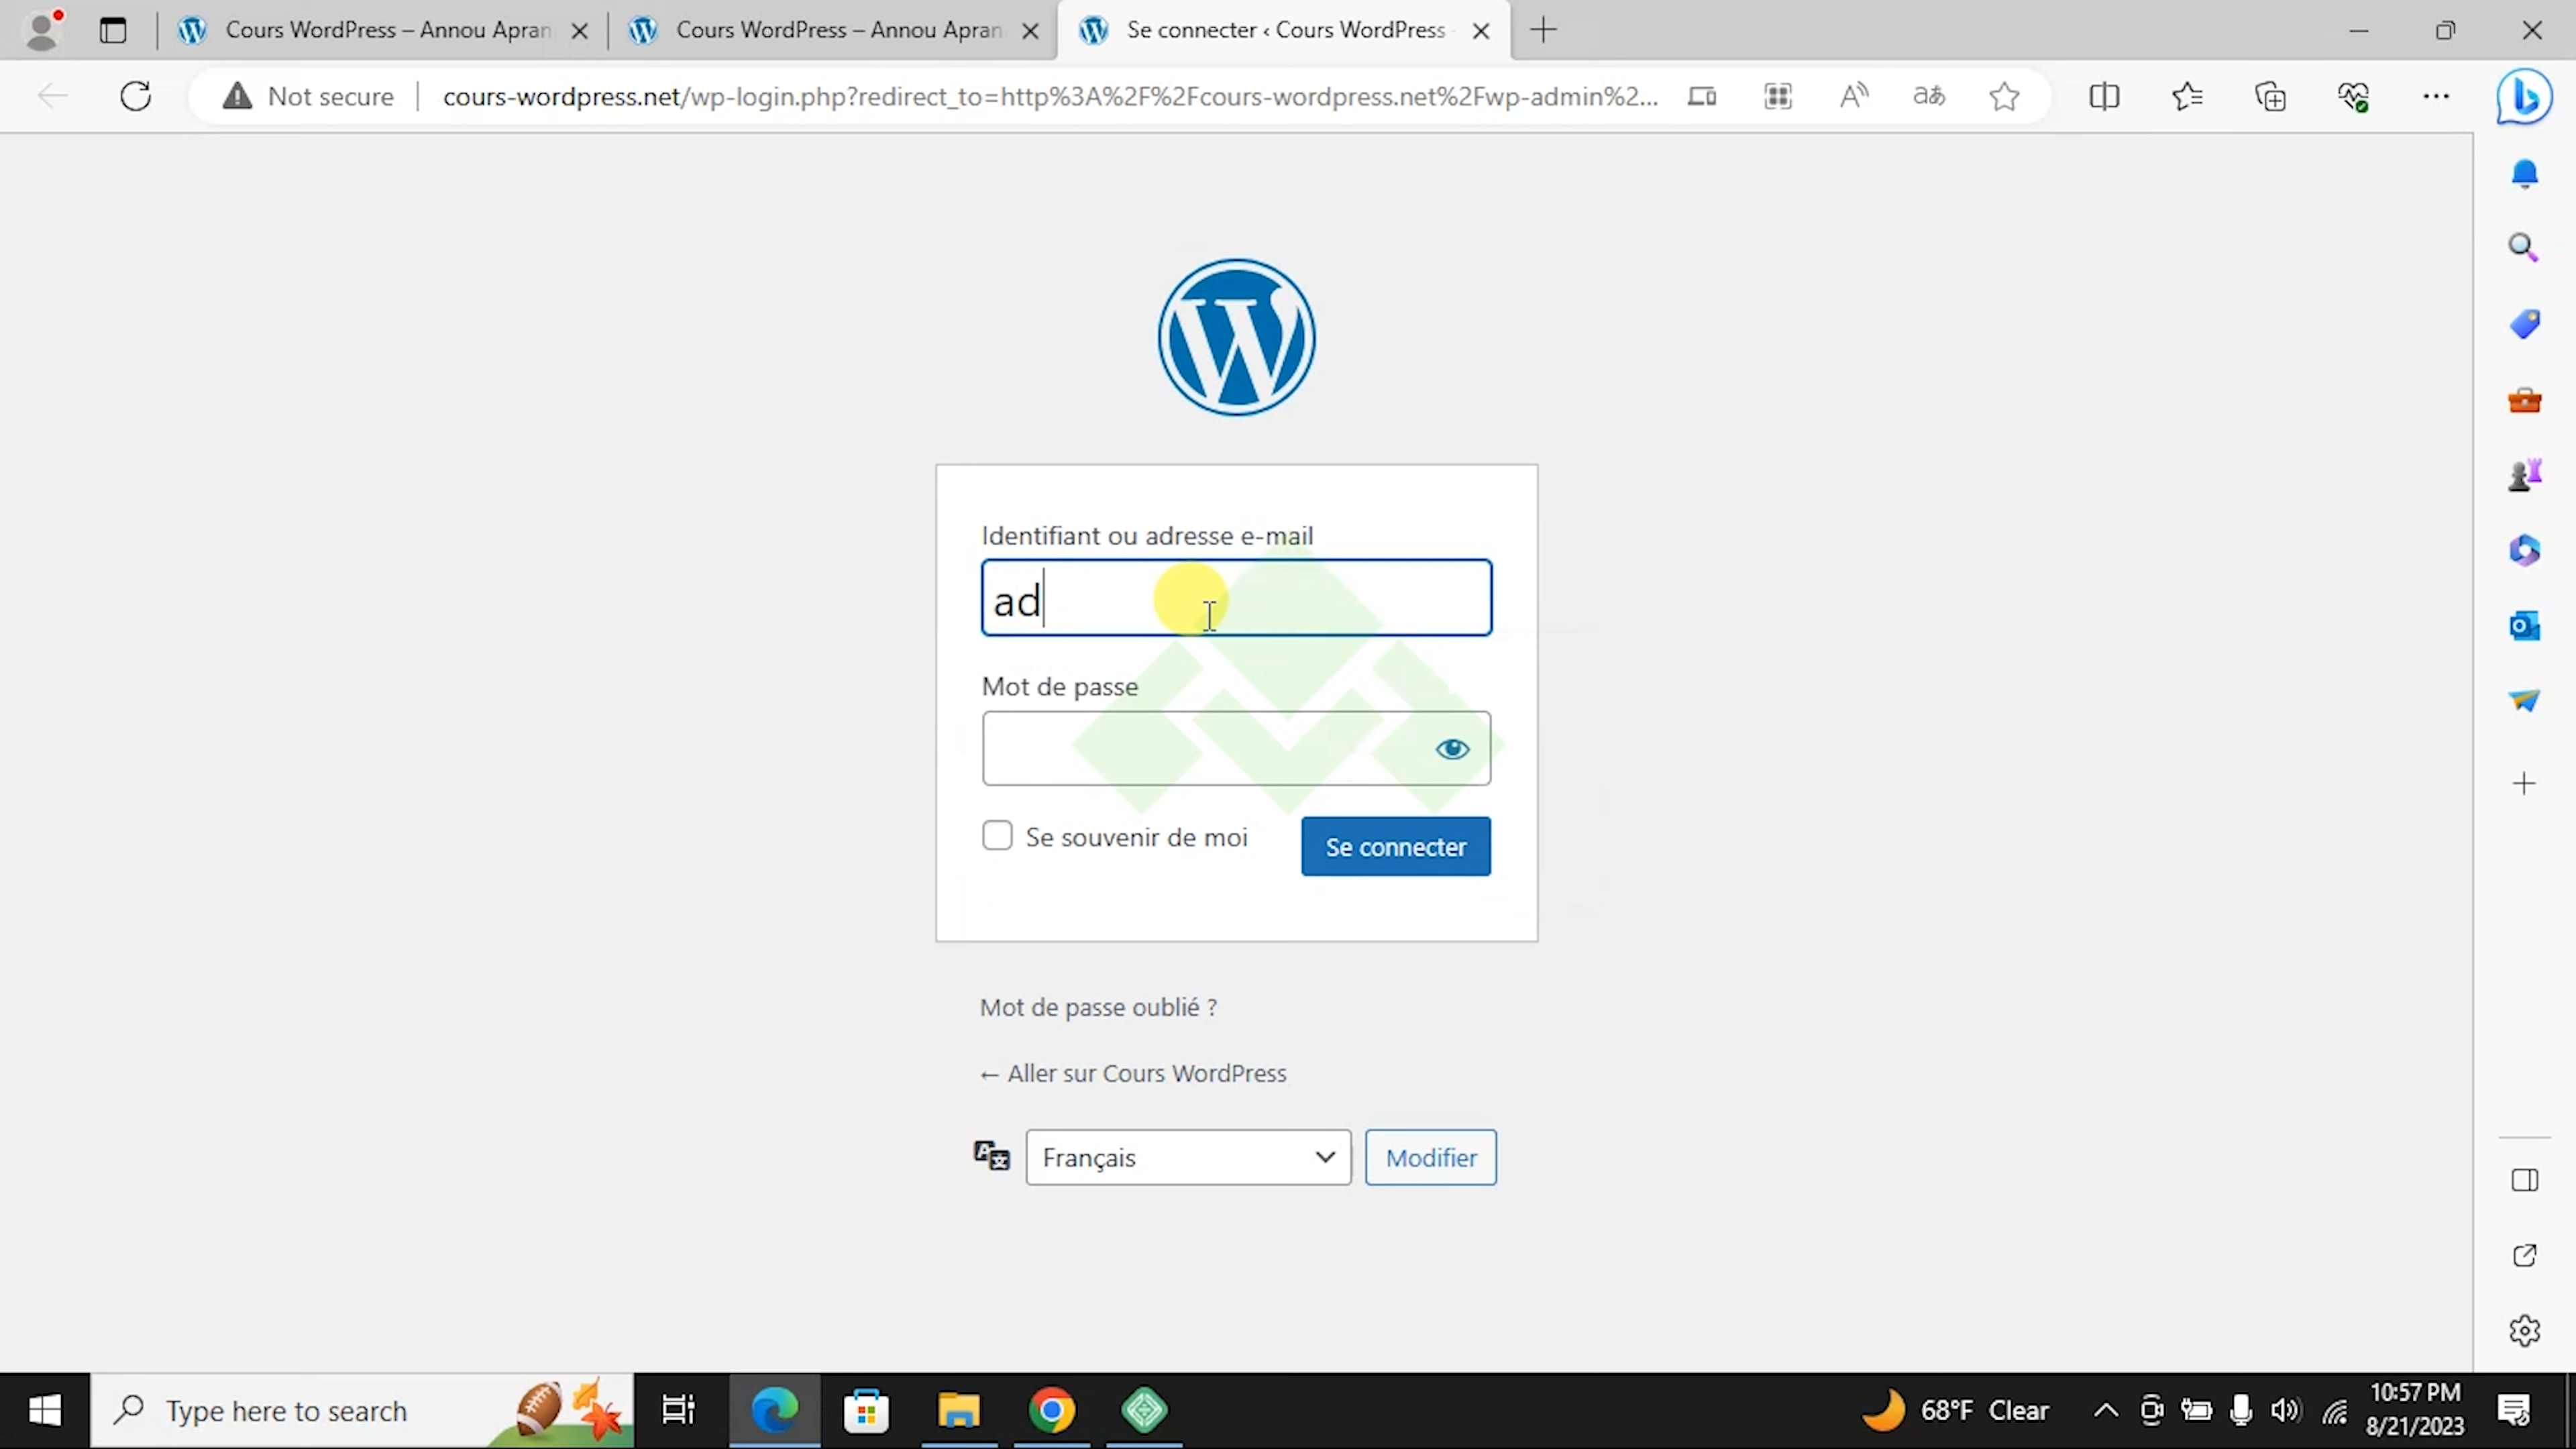 Cours WordPress – Annou Apran
Cours WordPress – Annou Apran
Se connecter ‹ Cours WordPress
Not secure
cours-wordpress.net/wp-login.php?redirect_to=http%3A%2F%2Fcours-wordpress.net%2Fwp-admin%2...
Identifiant ou adresse e-mail
ad
Mot de passe
Se souvenir de moi
Se connecter
Mot de passe oublié ?
← Aller sur Cours WordPress
Français
Modifier
Type here to search
68°F Clear
10:57 PM
8/21/2023